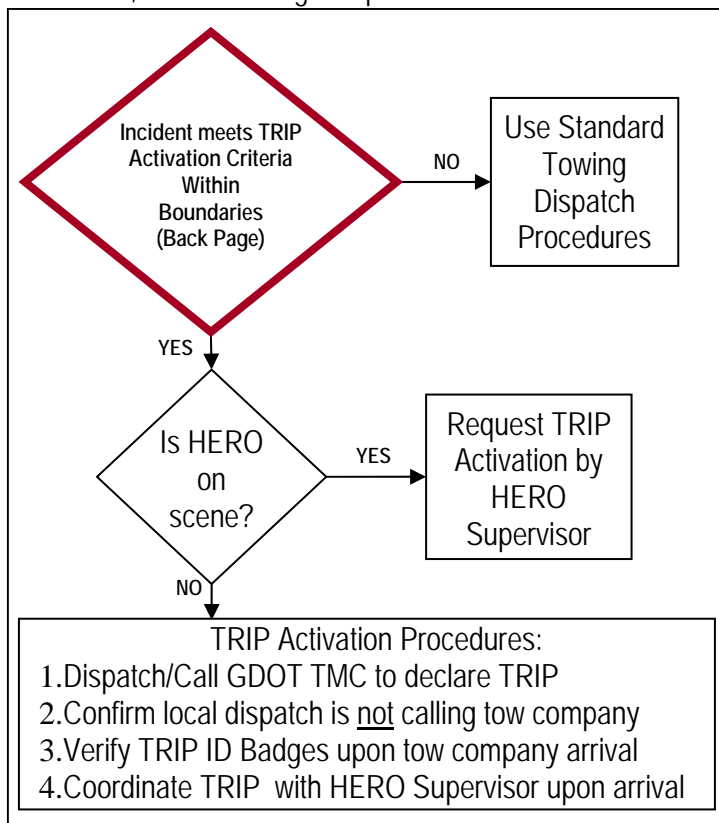 Incident meets TRIP
Activation Criteria
Within
Boundaries
(Back Page)
NO
Use Standard
Towing
Dispatch
Procedures
YES
Is HERO
on
scene?
YES
Request TRIP
Activation by
HERO
Supervisor
NO
TRIP Activation Procedures:
1.Dispatch/Call GDOT TMC to declare TRIP
2.Confirm local dispatch is not calling tow company
3.Verify TRIP ID Badges upon tow company arrival
4.Coordinate TRIP with HERO Supervisor upon arrival